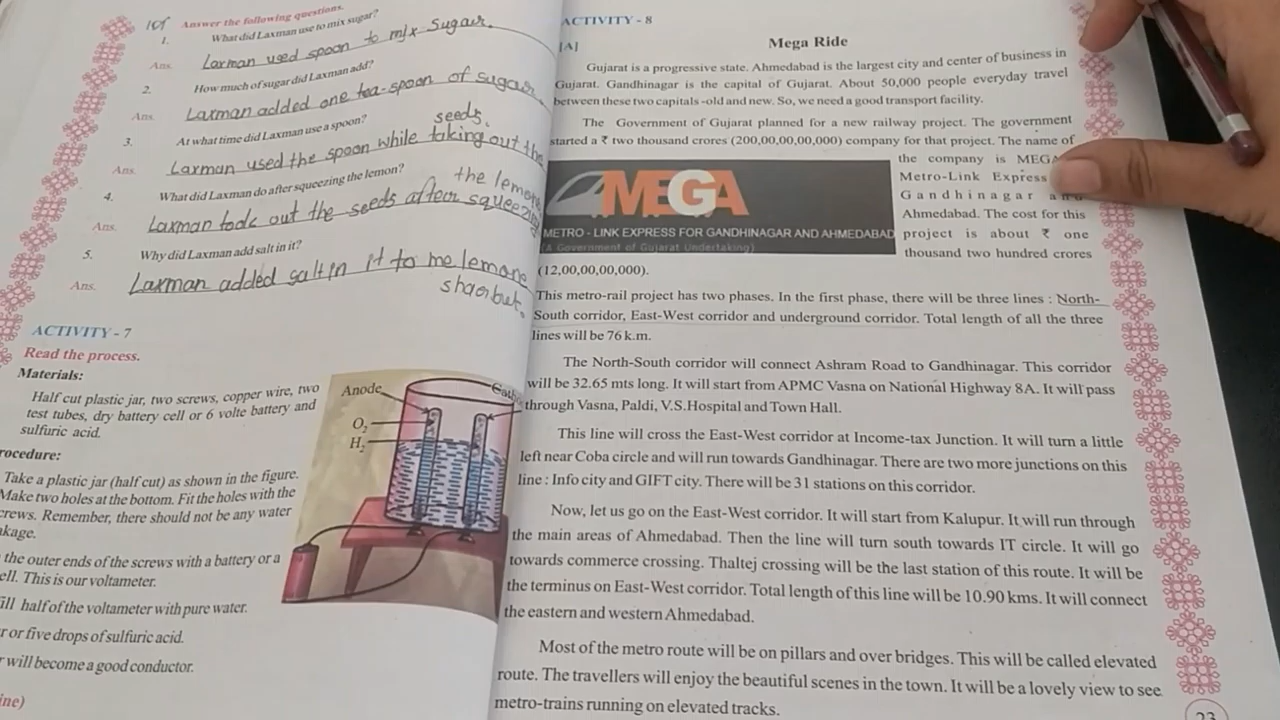 Answer the following questions.
1. What did Laxman use to mix sugar?
Ans. Laxman used spoon to mix sugar.
2. How much of sugar did Laxman add?
Ans. Laxman added one tea-spoon of sugar.
3. At what time did Laxman use a spoon?
seeds.
Ans. Laxman used the spoon while taking out the
4. What did Laxman do after squeezing the lemon?
the lemon
Ans. Laxman took out the seeds after squeezing
5. Why did Laxman add salt in it?
Ans. Laxman added salt in it to me lemone
sharbut.
ACTIVITY - 7
Read the process.
Materials:
Half cut plastic jar, two screws, copper wire, two
test tubes, dry battery cell or 6 volte battery and
sulfuric acid.
rocedure:
Take a plastic jar (half cut) as shown in the figure.
Make two holes at the bottom. Fit the holes with the
crews. Remember, there should not be any water
akage.
the outer ends of the screws with a battery or a
ell. This is our voltameter.
ill half of the voltameter with pure water.
r or five drops of sulfuric acid.
r will become a good conductor.
ine)
Anode
Cath
O2
H2
ACTIVITY - 8
[A]
Mega Ride
Gujarat is a progressive state. Ahmedabad is the largest city and center of business in
Gujarat. Gandhinagar is the capital of Gujarat. About 50,000 people everyday travel
between these two capitals -old and new. So, we need a good transport facility.
The Government of Gujarat planned for a new railway project. The government
started a ₹ two thousand crores (200,00,00,00,000) company for that project. The name of
the company is MEGA
Metro-Link Express
Gandhinagar and
Ahmedabad. The cost for this
project is about ₹ one
thousand two hundred crores
MEGA
METRO - LINK EXPRESS FOR GANDHINAGAR AND AHMEDABAD
(A Government of Gujarat Undertaking)
(12,00,00,00,000).
This metro-rail project has two phases. In the first phase, there will be three lines : North-
South corridor, East-West corridor and underground corridor. Total length of all the three
lines will be 76 k.m.
The North-South corridor will connect Ashram Road to Gandhinagar. This corridor
will be 32.65 mts long. It will start from APMC Vasna on National Highway 8A. It will pass
through Vasna, Paldi, V.S.Hospital and Town Hall.
This line will cross the East-West corridor at Income-tax Junction. It will turn a little
left near Coba circle and will run towards Gandhinagar. There are two more junctions on this
line : Info city and GIFT city. There will be 31 stations on this corridor.
Now, let us go on the East-West corridor. It will start from Kalupur. It will run through
the main areas of Ahmedabad. Then the line will turn south towards IT circle. It will go
towards commerce crossing. Thaltej crossing will be the last station of this route. It will be
the terminus on East-West corridor. Total length of this line will be 10.90 kms. It will connect
the eastern and western Ahmedabad.
Most of the metro route will be on pillars and over bridges. This will be called elevated
route. The travellers will enjoy the beautiful scenes in the town. It will be a lovely view to see
metro-trains running on elevated tracks.